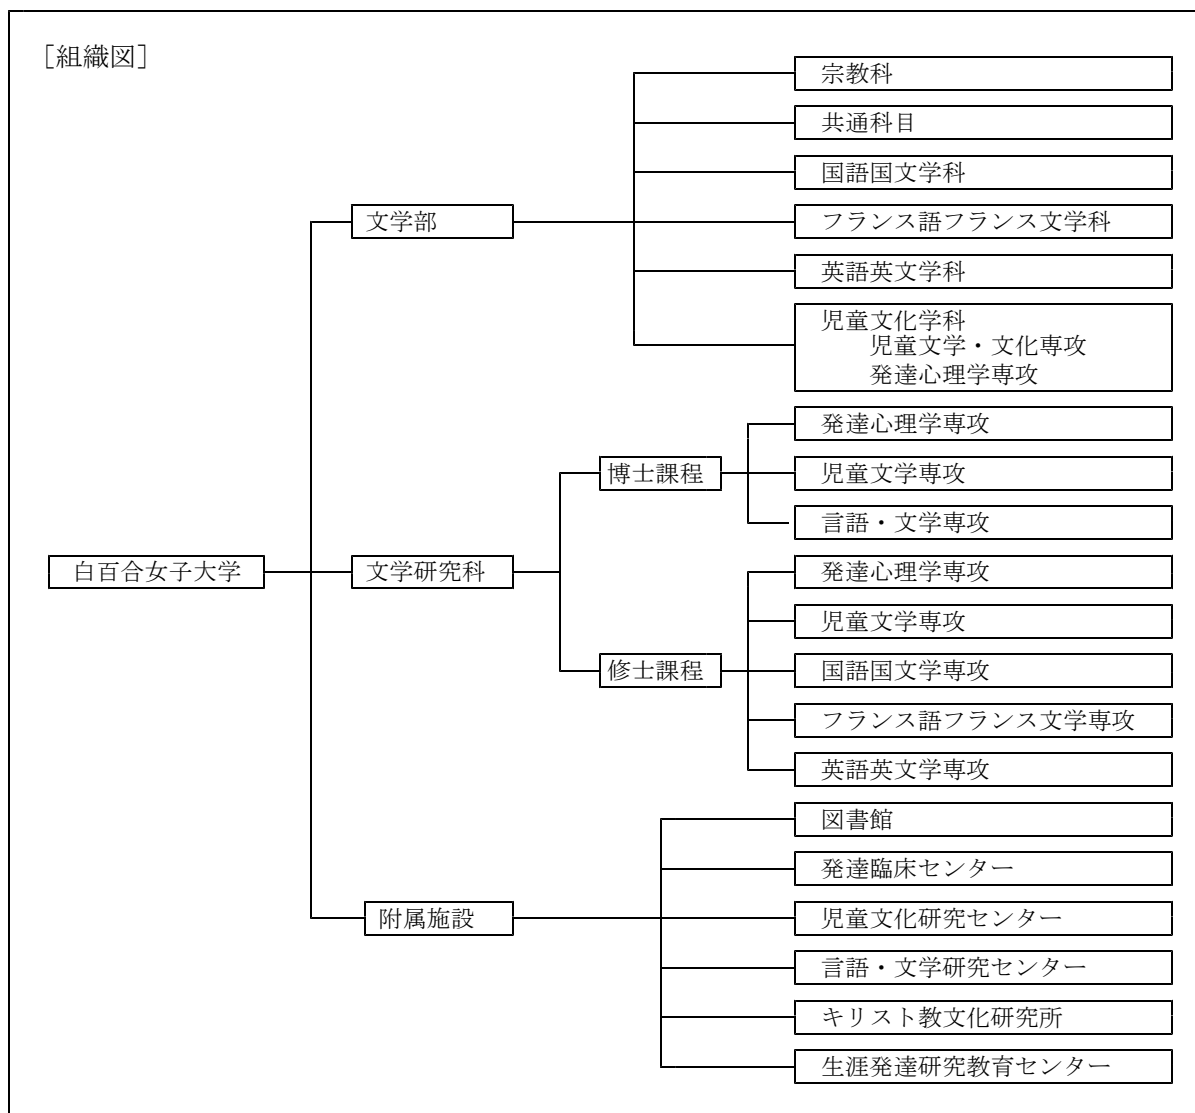 ［組織図］
宗教科
共通科目
国語国文学科
文学部
フランス語フランス文学科
英語英文学科
児童文化学科
児童文学・文化専攻
発達心理学専攻
発達心理学専攻
博士課程
児童文学専攻
言語・文学専攻
白百合女子大学
文学研究科
発達心理学専攻
児童文学専攻
修士課程
国語国文学専攻
フランス語フランス文学専攻
英語英文学専攻
図書館
発達臨床センター
附属施設
児童文化研究センター
言語・文学研究センター
キリスト教文化研究所
生涯発達研究教育センター